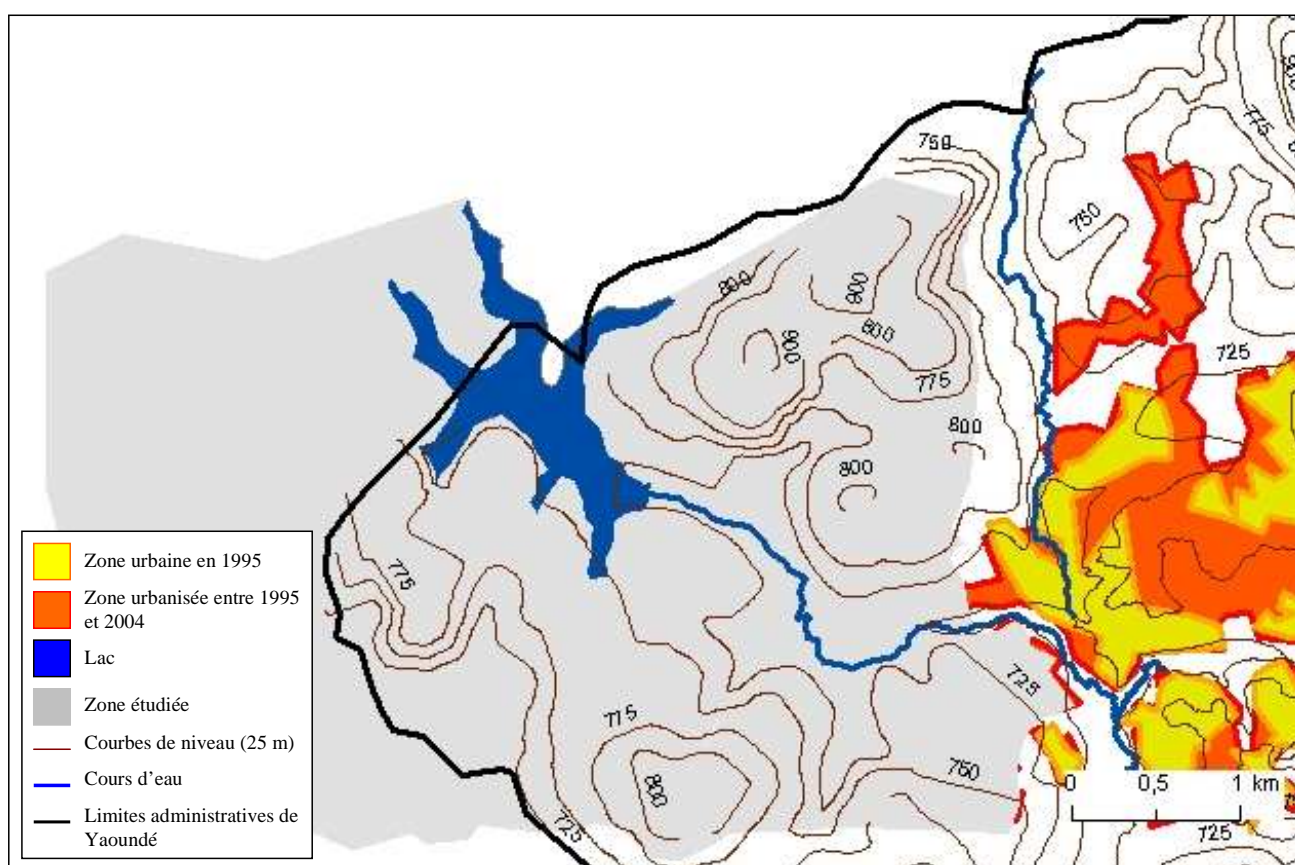 750
775
750
800
800
800
900
775
725
800
800
775
725
775
750
800
725
725
0 0,5 1 km
Zone urbaine en 1995
Zone urbanisée entre 1995
et 2004
Lac
Zone étudiée
Courbes de niveau (25 m)
Cours d'eau
Limites administratives de
Yaoundé